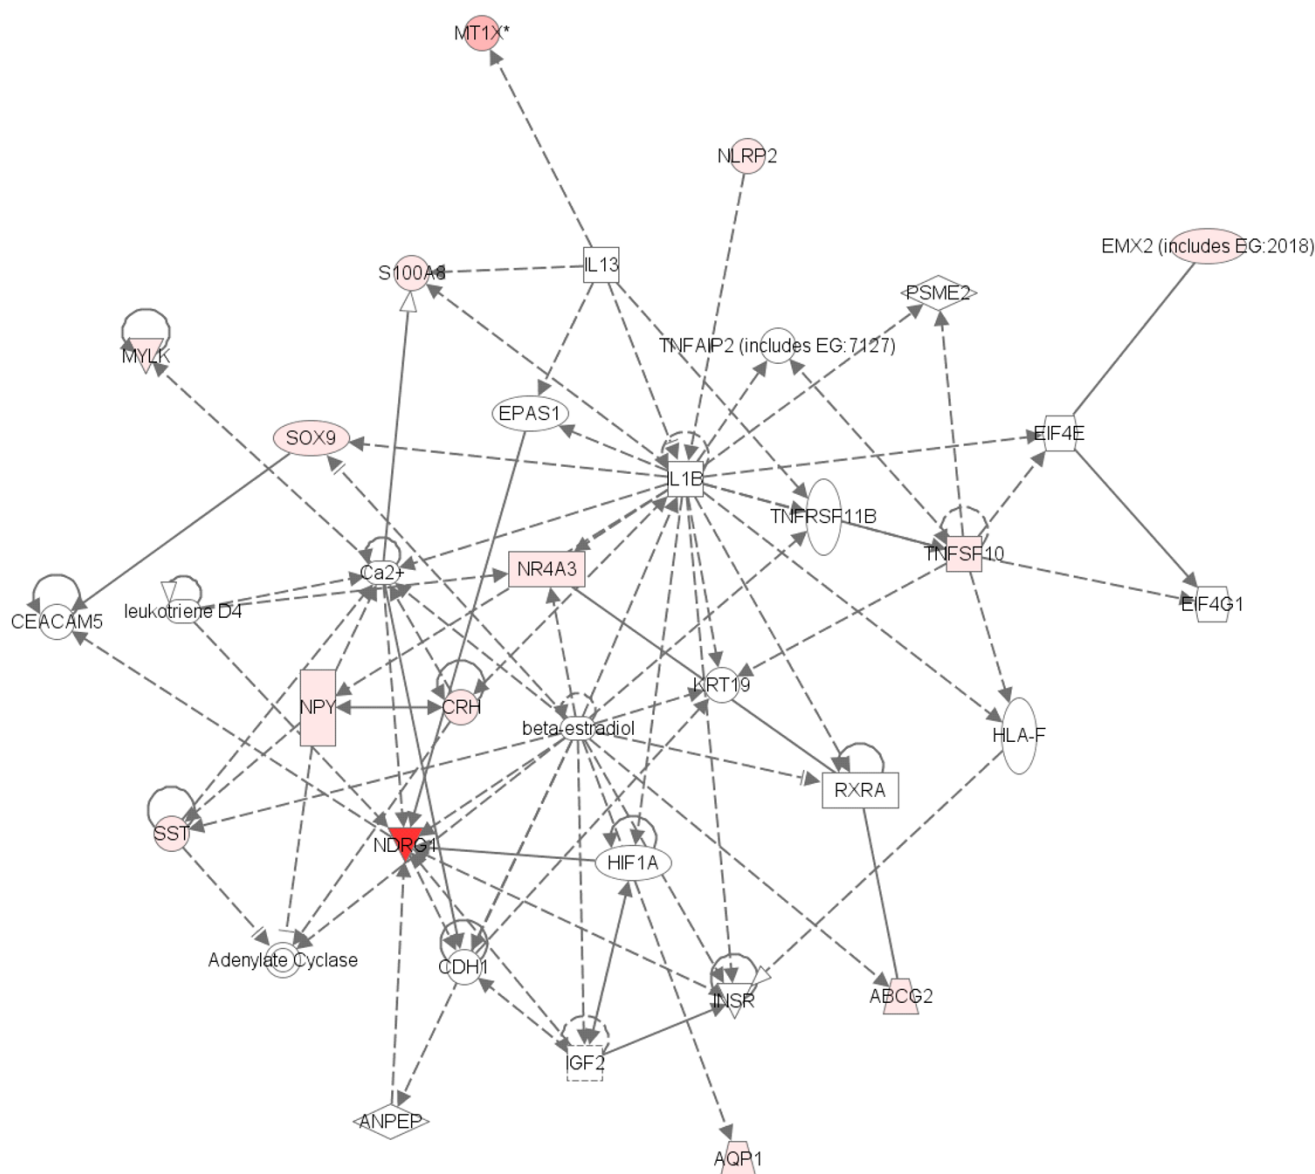 MT1X*
NLRP2
EMX2 (includes EG:2018)
IL13
S100A8
PSME2
TNFAIP2 (includes EG:7127)
MYLK
EPAS1
SOX9
EIF4E
IL1B
TNFRSF11B
TNFSF10
NR4A3
Ca2+
EIF4G1
leukotriene D4
CEACAM5
KRT19
NPY
CRH
beta-estradiol
HLA-F
RXRA
SST
NDRG1
HIF1A
Adenylate Cyclase
CDH1
INSR
ABCG2
IGF2
ANPEP
AQP1